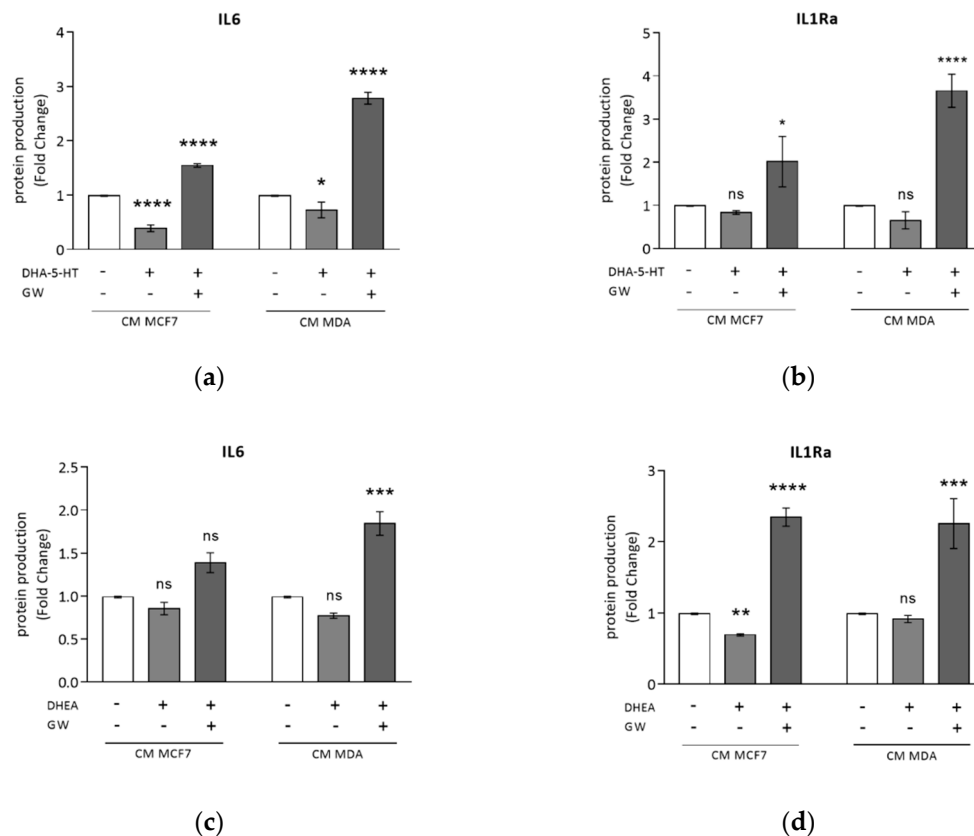 IL6
protein production
(Fold Change)
4
3
2
1
0
****
****
*
****
DHA-5-HT - + + - + +
GW - - + - - +
CM MCF7 CM MDA
(a)
IL1Ra
protein production
(Fold Change)
5
4
3
2
1
0
ns
*
ns
****
DHA-5-HT - + + - + +
GW - - + - - +
CM MCF7 CM MDA
(b)
IL6
protein production
(Fold Change)
2.5
2.0
1.5
1.0
0.5
0.0
ns
ns
ns
***
DHEA - + + - + +
GW - - + - - +
CM MCF7 CM MDA
(c)
IL1Ra
protein production
(Fold Change)
3
2
1
0
**
****
ns
***
DHEA - + + - + +
GW - - + - - +
CM MCF7 CM MDA
(d)